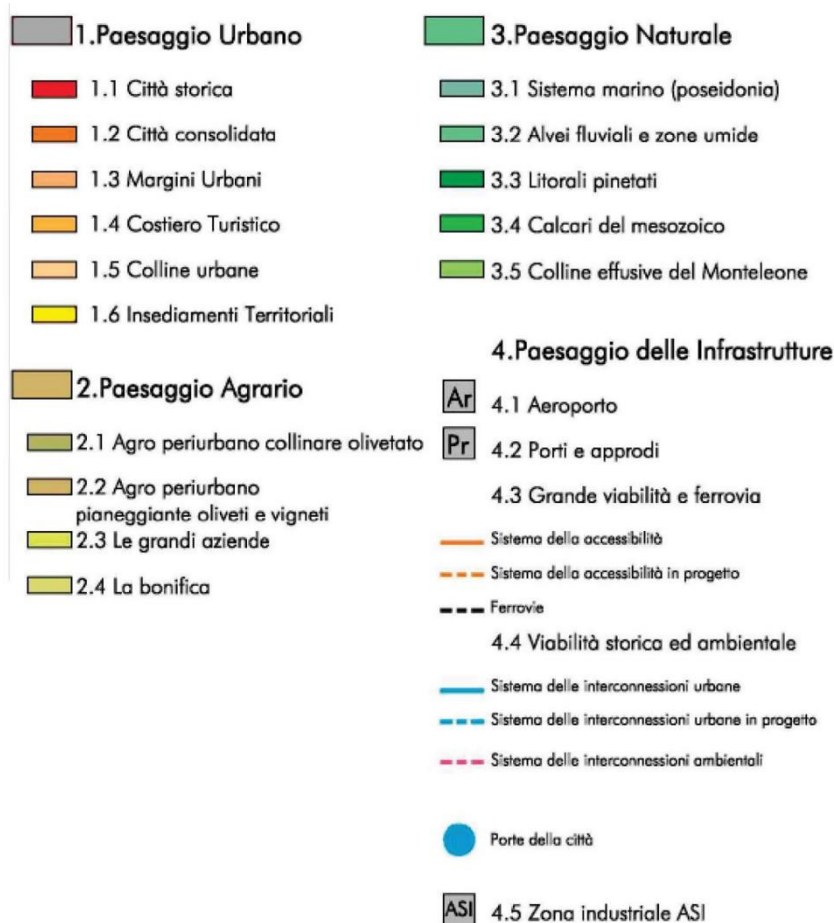 1.Paesaggio Urbano
1.1 Città storica
1.2 Città consolidata
1.3 Margini Urbani
1.4 Costiero Turistico
1.5 Colline urbane
1.6 Insediamenti Territoriali
2.Paesaggio Agrario
2.1 Agro periurbano collinare olivetato
2.2 Agro periurbano
pianeggiante oliveti e vigneti
2.3 Le grandi aziende
2.4 La bonifica
3.Paesaggio Naturale
3.1 Sistema marino (poseidonia)
3.2 Alvei fluviali e zone umide
3.3 Litorali pinetati
3.4 Calcari del mesozoico
3.5 Colline effusive del Monteleone
4.Paesaggio delle Infrastrutture
Ar 4.1 Aeroporto
Pr 4.2 Porti e approdi
4.3 Grande viabilità e ferrovia
Sistema della accessibilità
Sistema della accessibilità in progetto
Ferrovie
4.4 Viabilità storica ed ambientale
Sistema delle interconnessioni urbane
Sistema delle interconnessioni urbane in progetto
Sistema delle interconnessioni ambientali
Porte della città
ASI 4.5 Zona industriale ASI